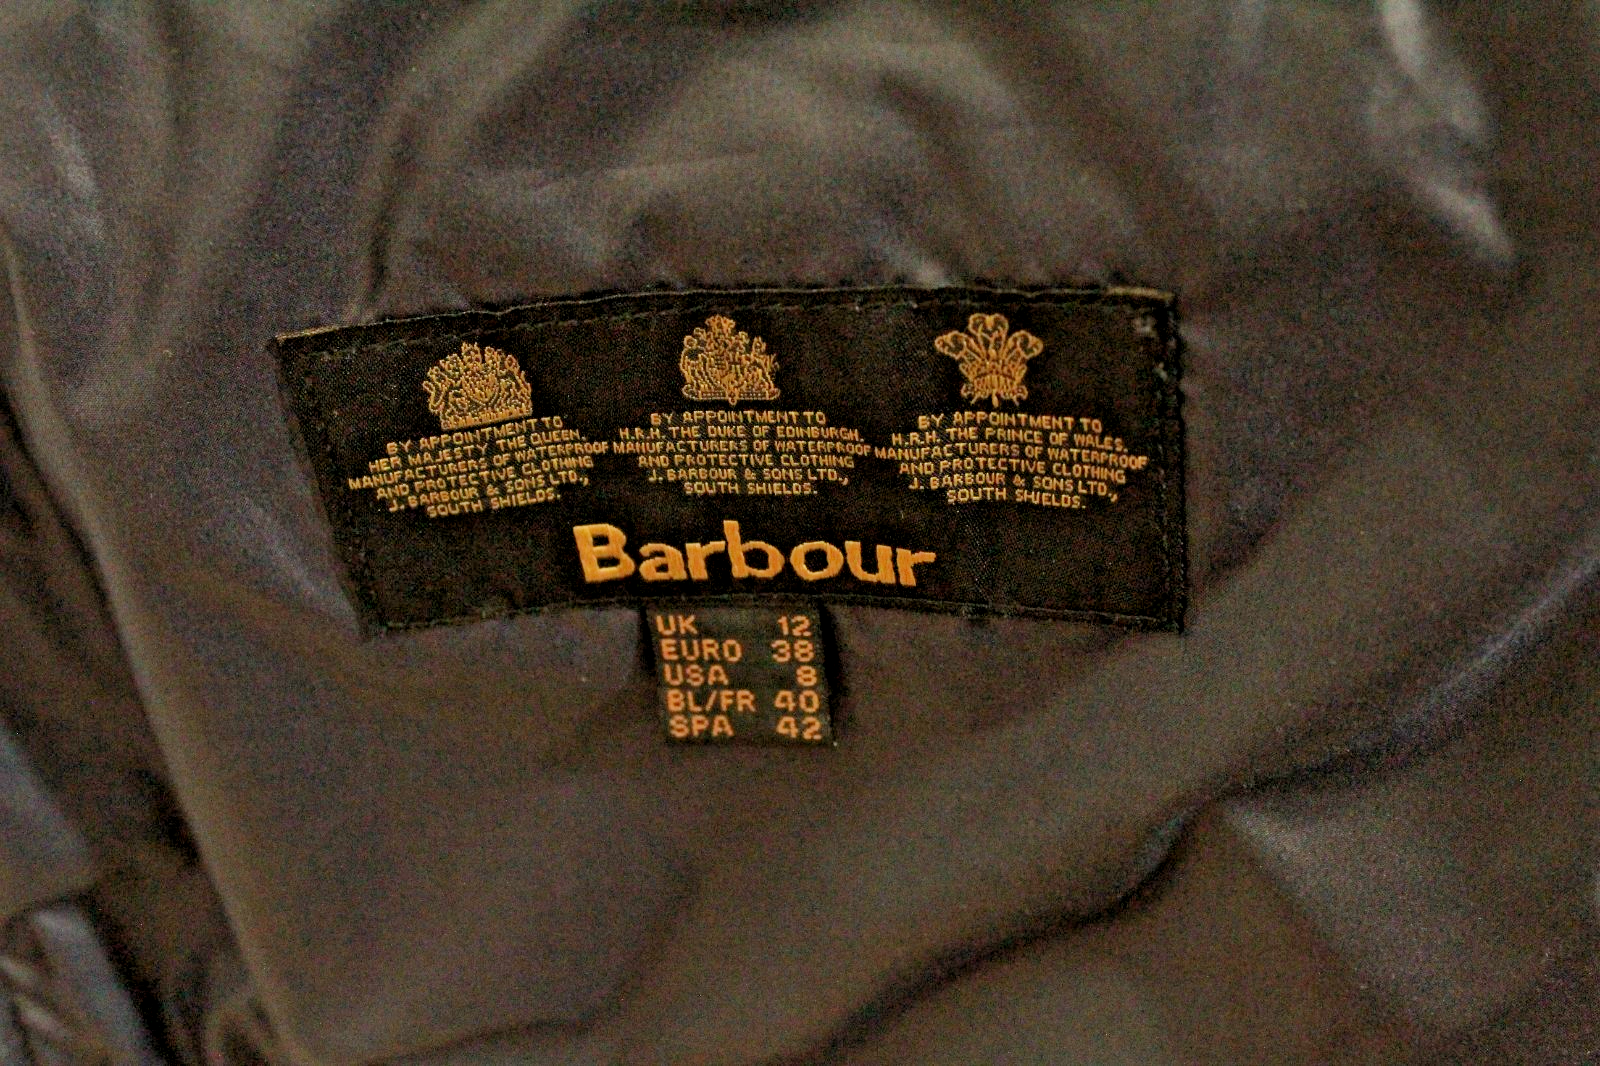 BY APPOINTMENT TO
HER MAJESTY THE QUEEN.
MANUFACTURERS OF WATERPROOF
AND PROTECTIVE CLOTHING
J. BARBOUR & SONS LTD.,
SOUTH SHIELDS.
BY APPOINTMENT TO
H.R.H. THE DUKE OF EDINBURGH.
MANUFACTURERS OF WATERPROOF
AND PROTECTIVE CLOTHING
J. BARBOUR & SONS LTD.,
SOUTH SHIELDS.
BY APPOINTMENT TO
H.R.H. THE PRINCE OF WALES.
MANUFACTURERS OF WATERPROOF
AND PROTECTIVE CLOTHING
J. BARBOUR & SONS LTD.,
SOUTH SHIELDS.
Barbour
UK 12
EURO 38
USA 8
BL/FR 40
SPA 42